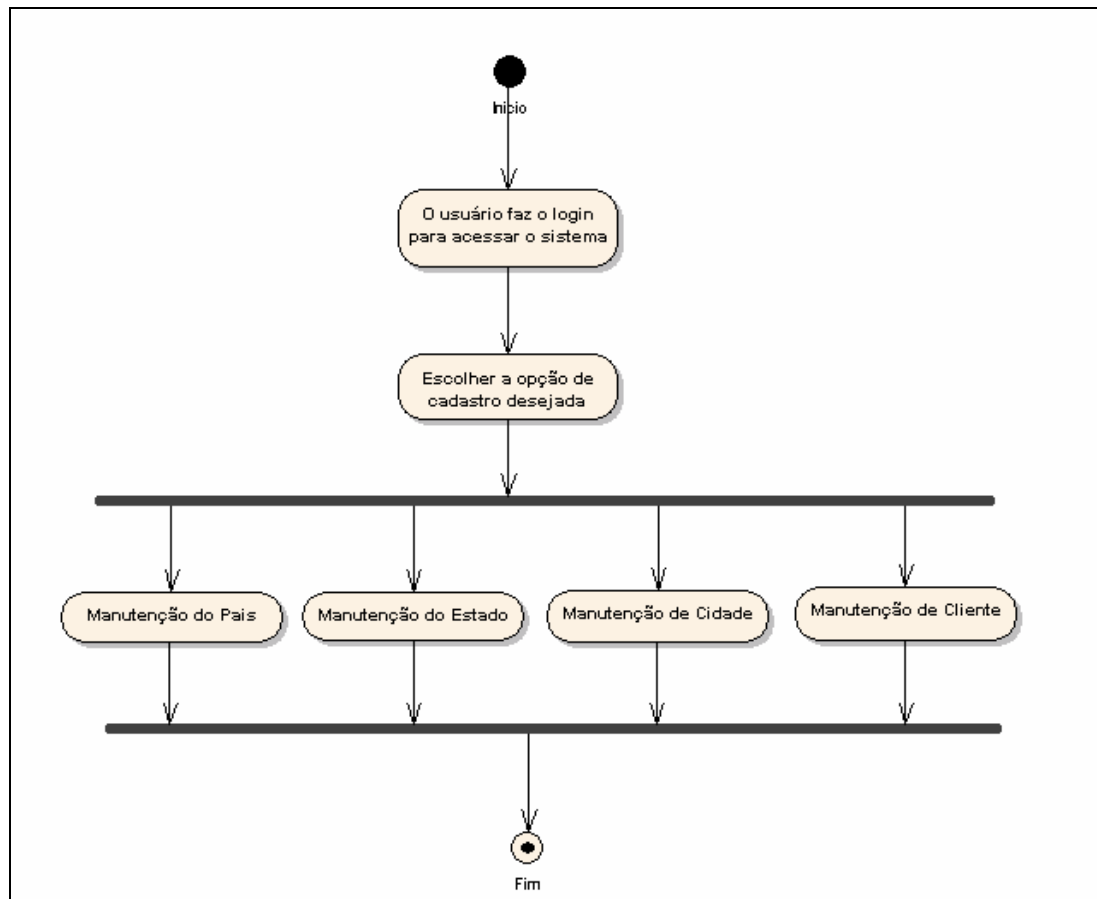 Inicio
O usuário faz o login
para acessar o sistema
Escolher a opção de
cadastro desejada
Manutenção do Pais
Manutenção do Estado
Manutenção de Cidade
Manutenção de Cliente
Fim